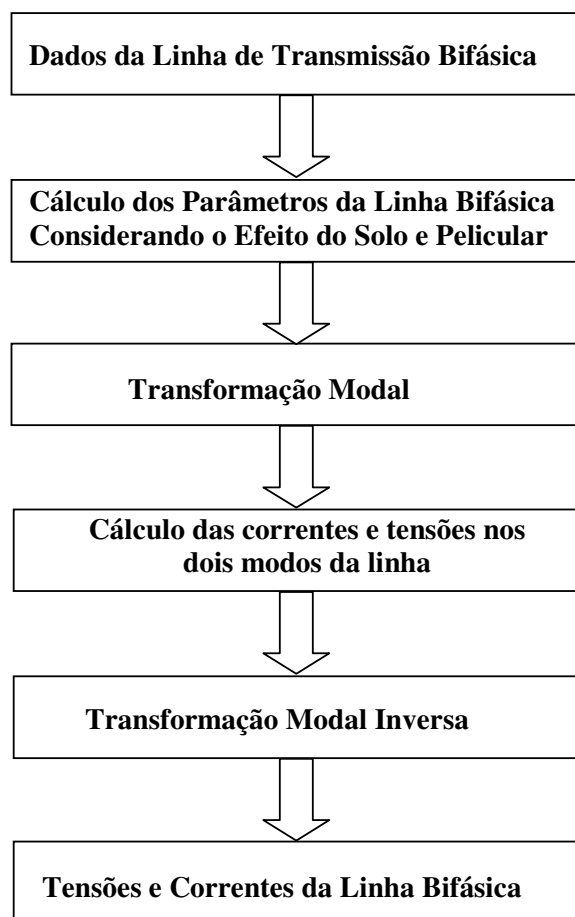 Dados da Linha de Transmissão Bifásica
Cálculo dos Parâmetros da Linha Bifásica
Considerando o Efeito do Solo e Pelicular
Transformação Modal
Cálculo das correntes e tensões nos
dois modos da linha
Transformação Modal Inversa
Tensões e Correntes da Linha Bifásica